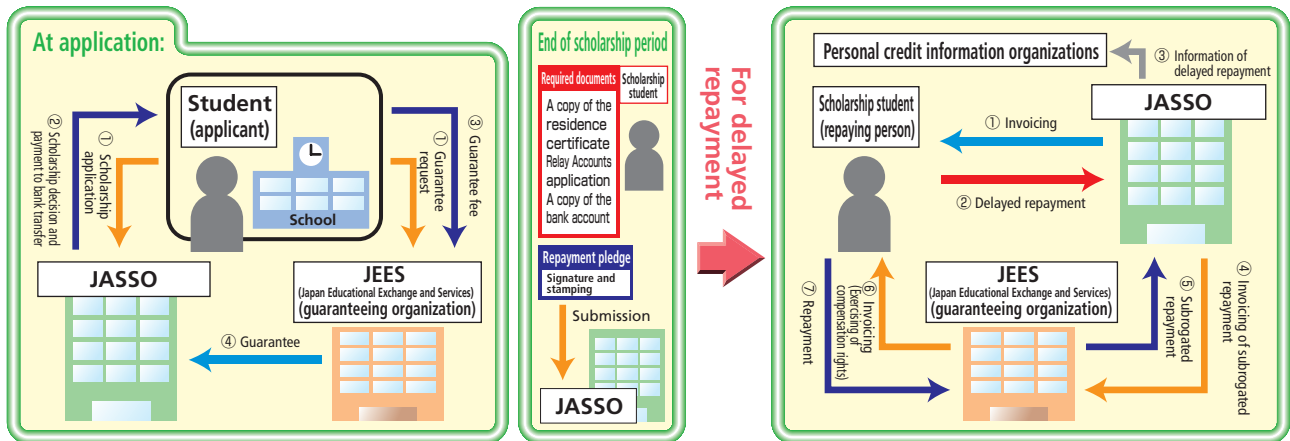 At application:
Student
(applicant)
School
② Scholarship decision and
payment to bank transfer
① Scholarship
application
① Guarantee
request
③ Guarantee fee
JASSO
JEES
(Japan Educational Exchange and Services)
(guaranteeing organization)
④ Guarantee
End of scholarship period
Required documents
Scholarship
student
A copy of the
residence
certificate
Relay Accounts
application
A copy of the
bank account
Repayment pledge
Signature and
stamping
Submission
JASSO
For delayed
repayment
Personal credit information organizations
③ Information of
delayed repayment
JASSO
Scholarship student
(repaying person)
① Invoicing
② Delayed repayment
JEES
(Japan Educational Exchange and Services)
(guaranteeing organization)
⑦ Repayment
⑥ Invoicing
(Exercising of
compensation rights)
⑤ Subrogated
repayment
④ Invoicing of subrogated
repayment